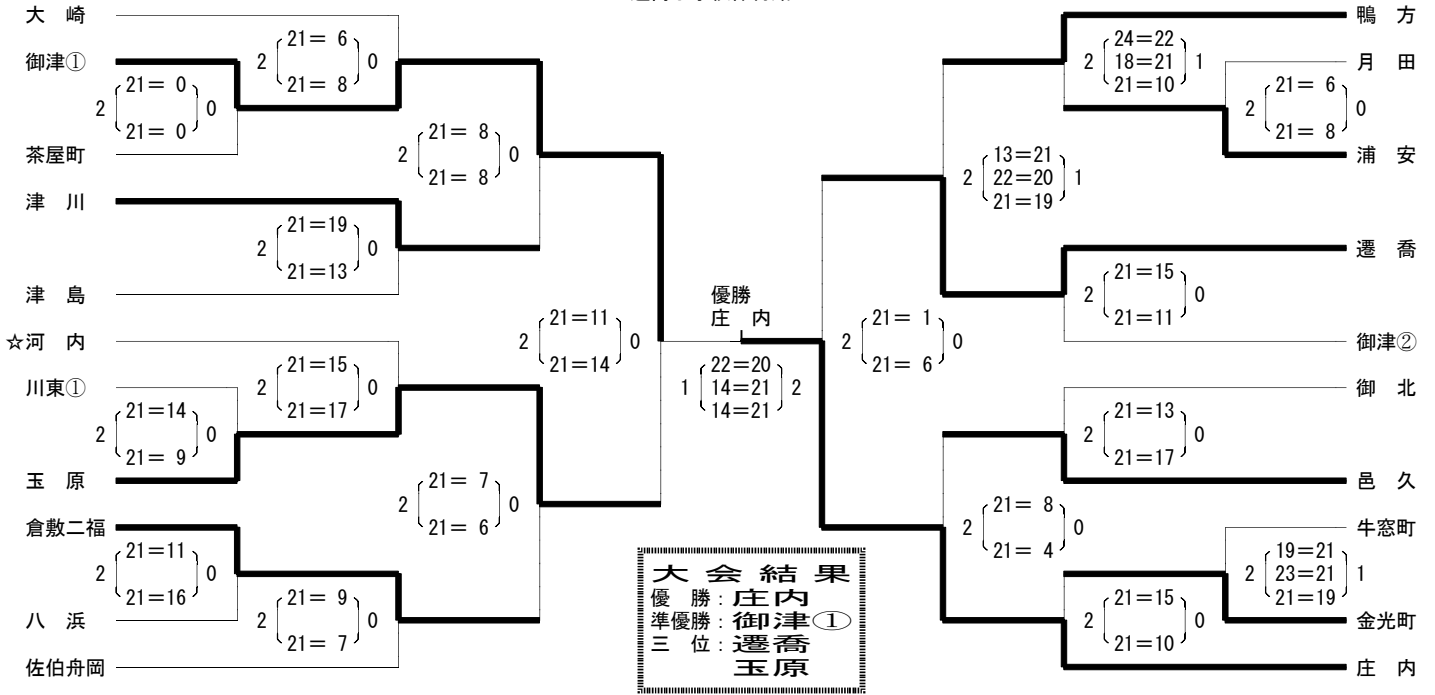 大 崎
御津①
茶屋町
津 川
津 島
☆河 内
川東①
玉 原
倉敷二福
八 浜
佐伯舟岡
2 21= 0 0
21= 0
2 21= 6 0
21= 8
2 21= 8 0
21= 8
2 21=19 0
21=13
2 21=11 0
21=14
2 21=14 0
21= 9
2 21=15 0
21=17
2 21= 7 0
21= 6
2 21=11 0
21=16
2 21= 9 0
21= 7
優勝
庄 内
22=20
1 14=21 2
14=21
24=22
2 18=21 1
21=10
2 21= 6 0
21= 8
13=21
2 22=20 1
21=19
2 21=15 0
21=11
2 21= 1 0
21= 6
2 21=13 0
21=17
2 21= 8 0
21= 4
19=21
2 23=21 1
21=19
2 21=15 0
21=10
鴨 方
月 田
浦 安
遷 喬
御津②
御 北
邑 久
牛窓町
金光町
庄 内
大 会 結 果
優 勝：庄内
準優勝：御津①
三 位：遷喬
玉原